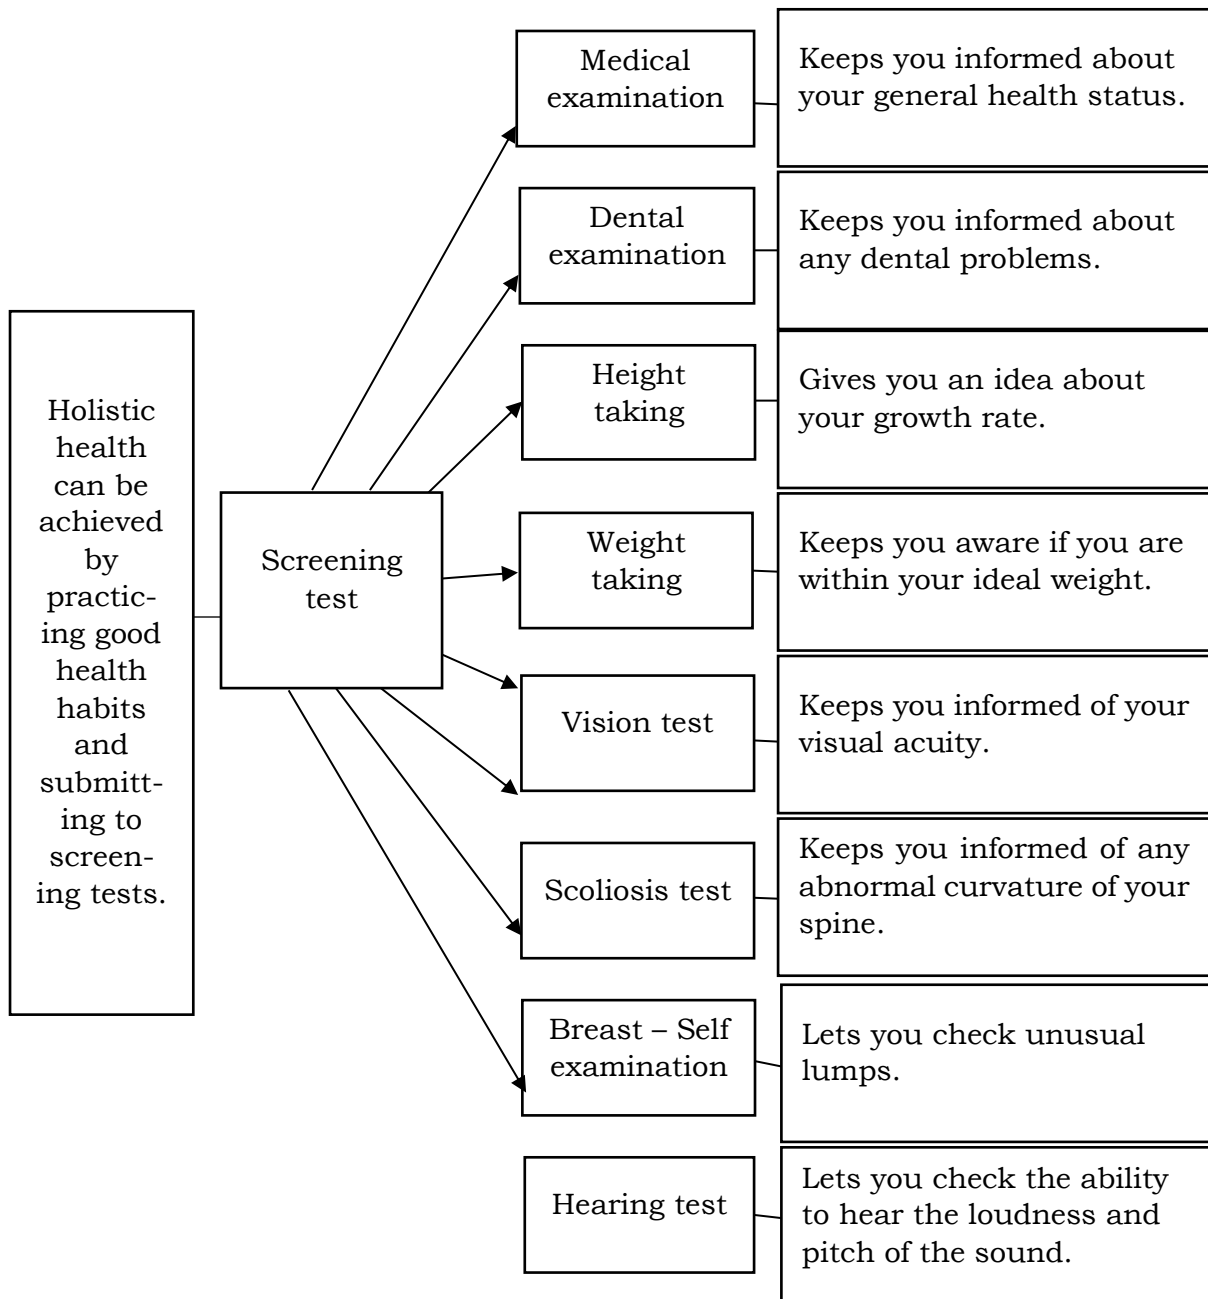 Holistic
health
can be
achieved
by
practic-
ing good
health
habits
and
submitt-
ing to
screen-
ing tests.
Screening
test
Medical
examination
Keeps you informed about
your general health status.
Dental
examination
Keeps you informed about
any dental problems.
Height
taking
Gives you an idea about
your growth rate.
Weight
taking
Keeps you aware if you are
within your ideal weight.
Vision test
Keeps you informed of your
visual acuity.
Scoliosis test
Keeps you informed of any
abnormal curvature of your
spine.
Breast – Self
examination
Lets you check unusual
lumps.
Hearing test
Lets you check the ability
to hear the loudness and
pitch of the sound.